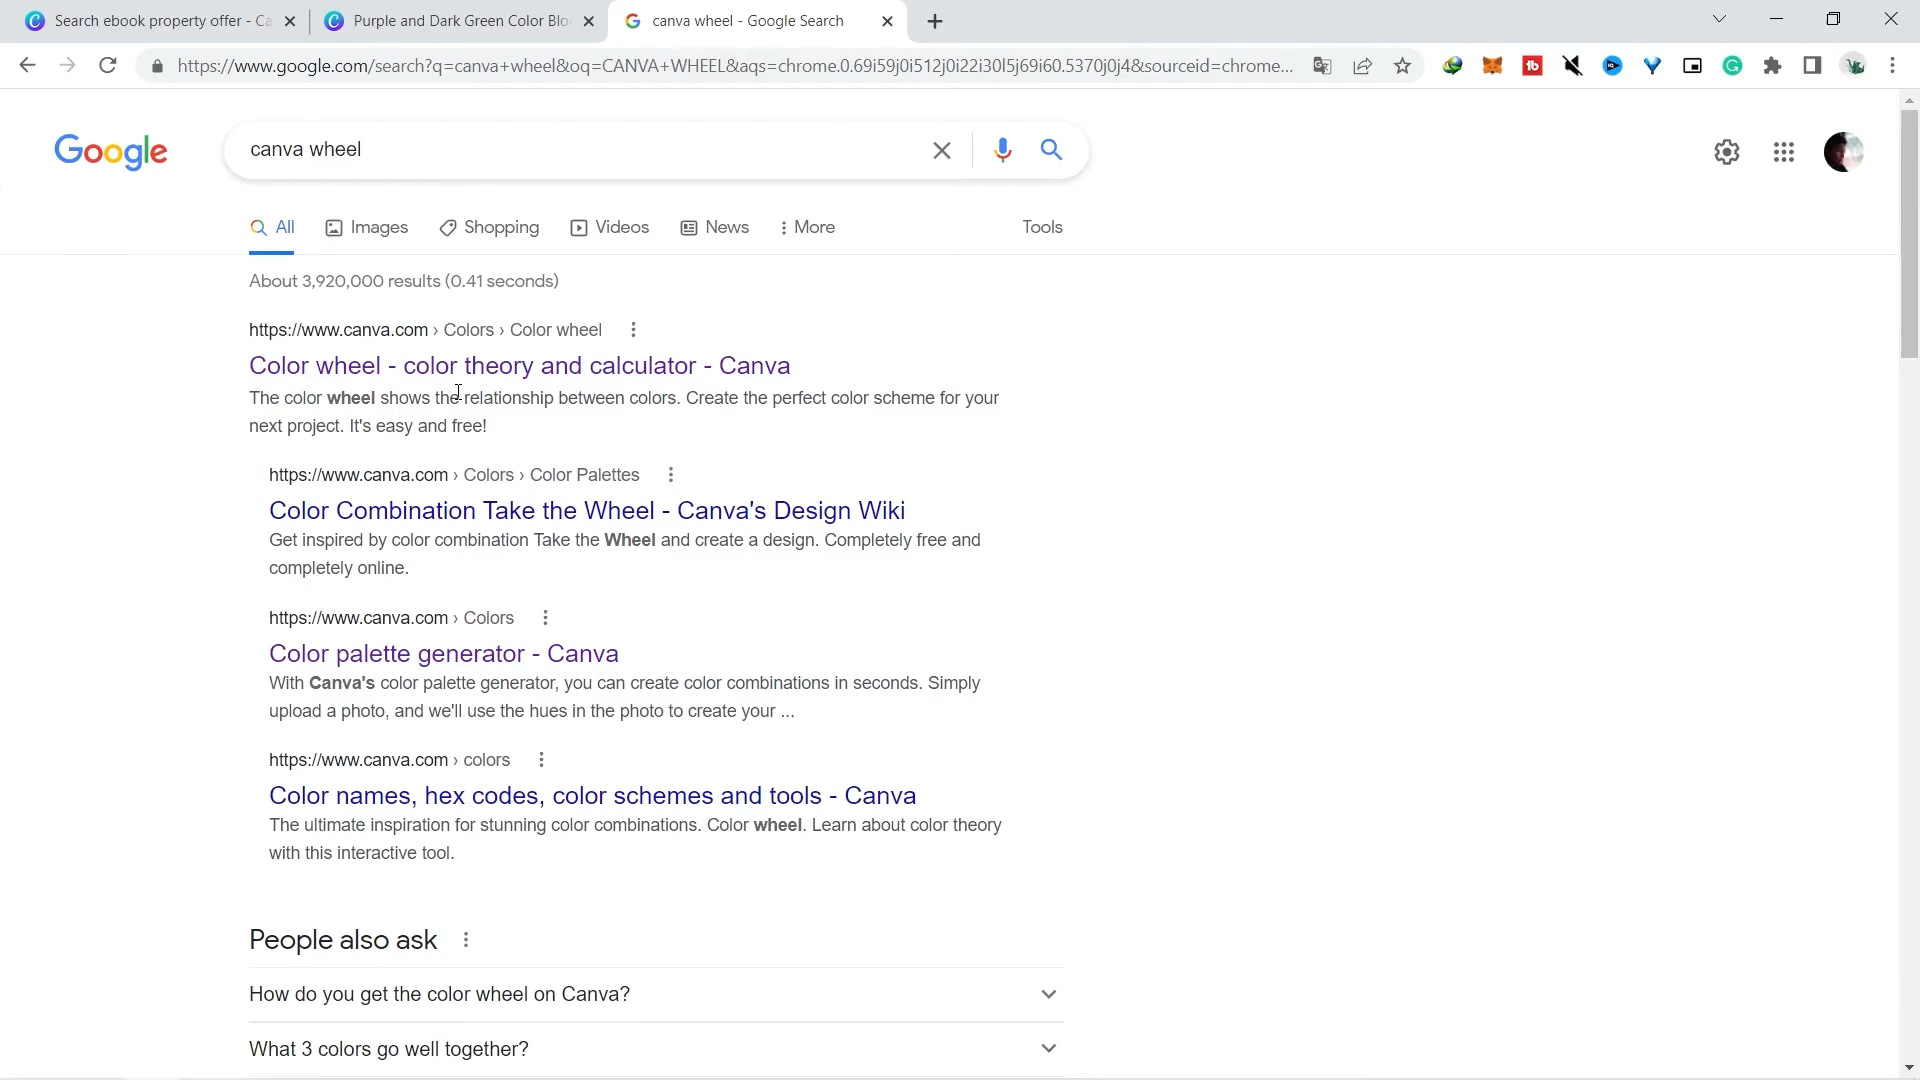 Search ebook property offer - Ca
Purple and Dark Green Color Blo
canva wheel - Google Search
https://www.google.com/search?q=canva+wheel&oq=CANVA+WHEEL&aqs=chrome.0.69i59j0i512j0i22i30l5j69i60.5370j0j4&sourceid=chrome...
Google
canva wheel
All
Images
Shopping
Videos
News
More
Tools
About 3,920,000 results (0.41 seconds)
https://www.canva.com › Colors › Color wheel
Color wheel - color theory and calculator - Canva
The color wheel shows the relationship between colors. Create the perfect color scheme for your
next project. It's easy and free!
https://www.canva.com › Colors › Color Palettes
Color Combination Take the Wheel - Canva's Design Wiki
Get inspired by color combination Take the Wheel and create a design. Completely free and
completely online.
https://www.canva.com › Colors
Color palette generator - Canva
With Canva's color palette generator, you can create color combinations in seconds. Simply
upload a photo, and we'll use the hues in the photo to create your ...
https://www.canva.com › colors
Color names, hex codes, color schemes and tools - Canva
The ultimate inspiration for stunning color combinations. Color wheel. Learn about color theory
with this interactive tool.
People also ask
How do you get the color wheel on Canva?
What 3 colors go well together?